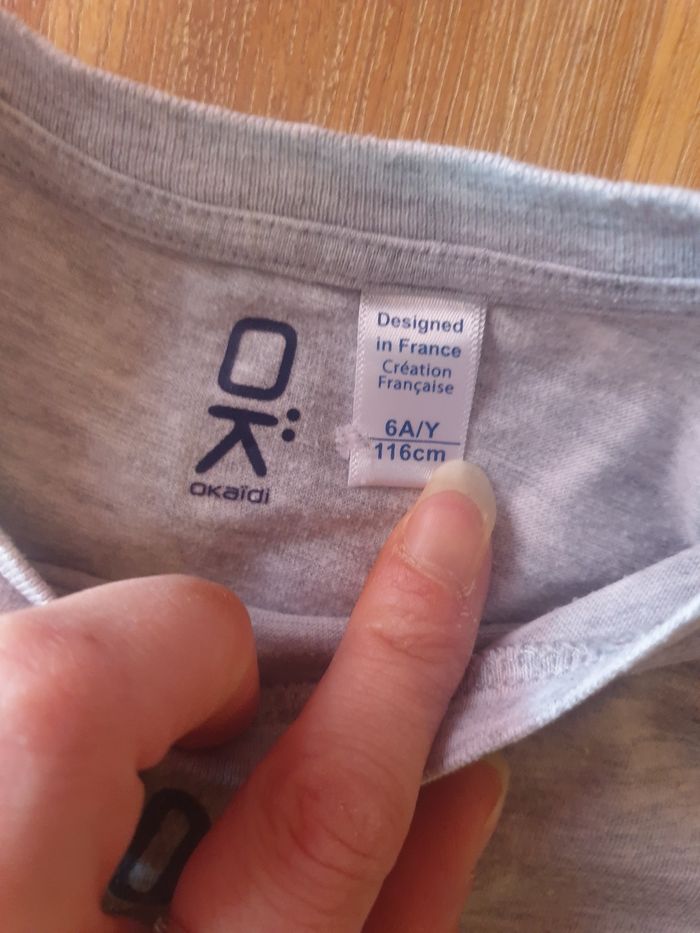 OK
OKaïdi
Designed
in France
Création
Française
6A/Y
116cm